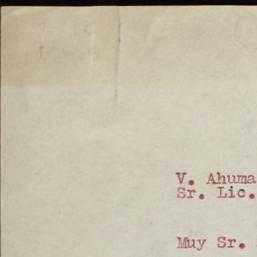 V. Ahuma
Sr. Lic.
Muy Sr.